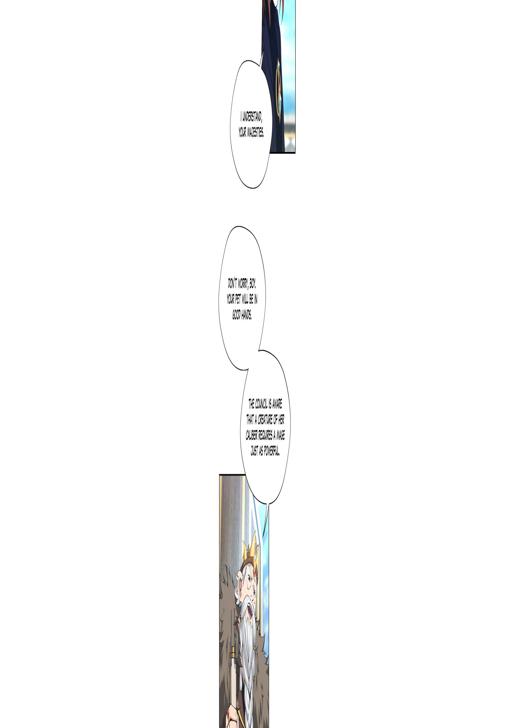 I UNDERSTAND,
YOUR MAJESTIES.
DON'T WORRY, BOY.
YOUR PET WILL BE IN
GOOD HANDS.
THE COUNCIL IS AWARE
THAT A CREATURE OF HER
CALIBER REQUIRES A MAGE
JUST AS POWERFUL.